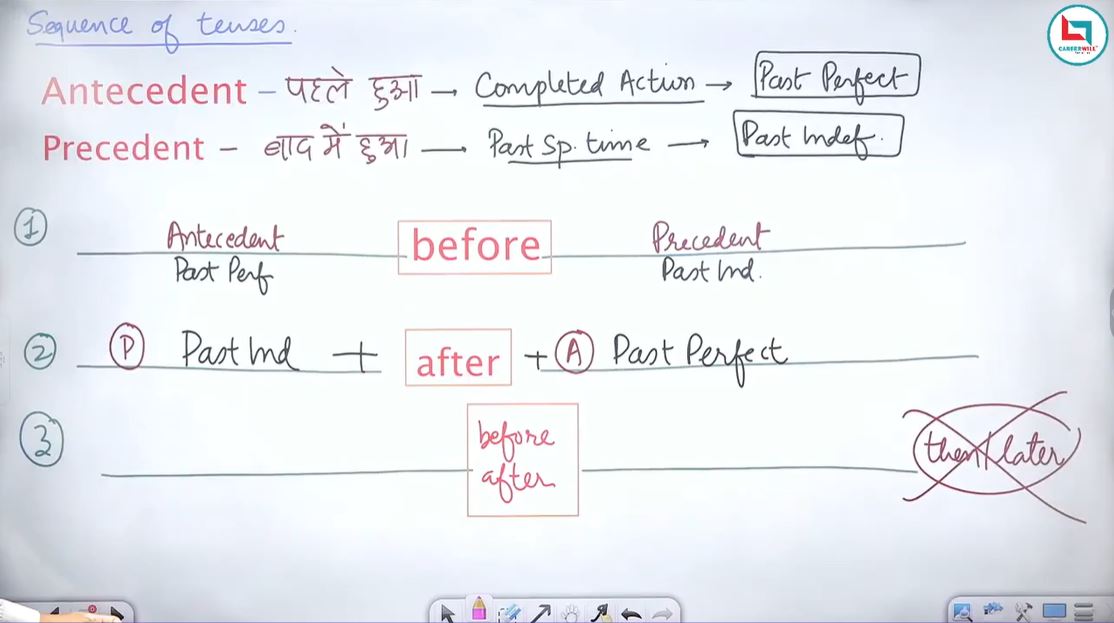 Sequence of tenses.
CAREERWILL
Antecedent – पहले हुआ → Completed Action → Past Perfect
Precedent – बाद में हुआ → Past Sp. time → Past Indef.
1 Antecedent before Precedent
Past Perf Past Ind.
2 P Past Ind + after + A Past Perfect
3 before then/later
after